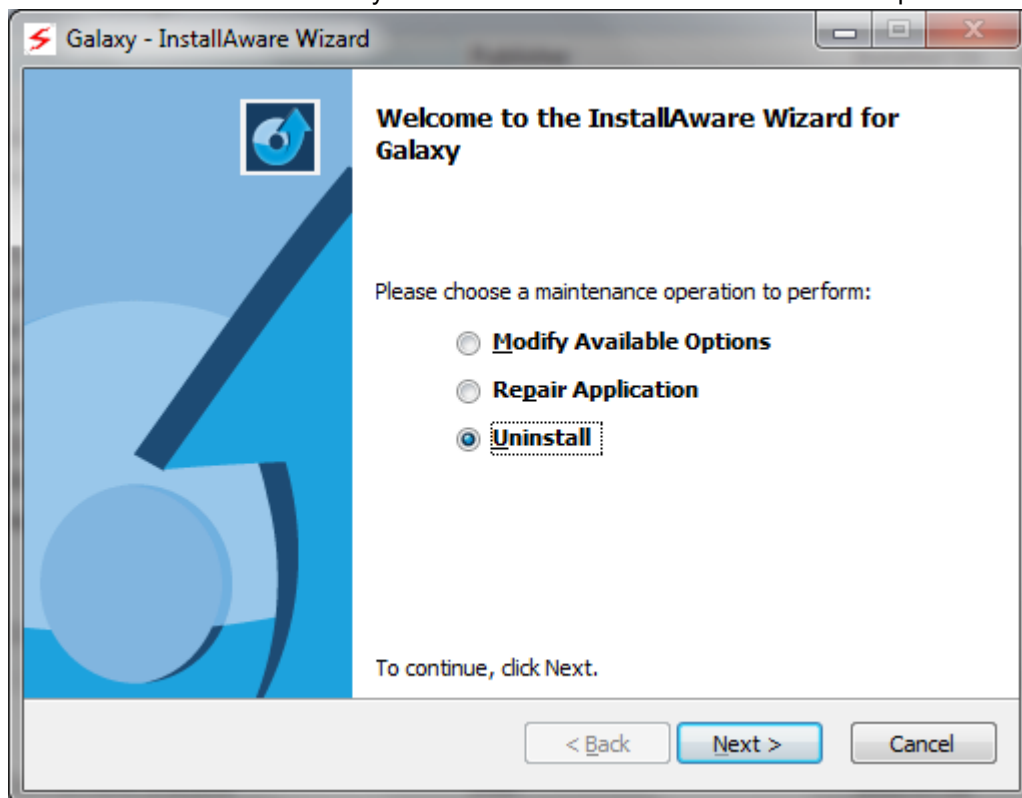 Galaxy - InstallAware Wizard
Welcome to the InstallAware Wizard for
Galaxy
Please choose a maintenance operation to perform:
Modify Available Options
Repair Application
Uninstall
To continue, click Next.
< Back Next > Cancel